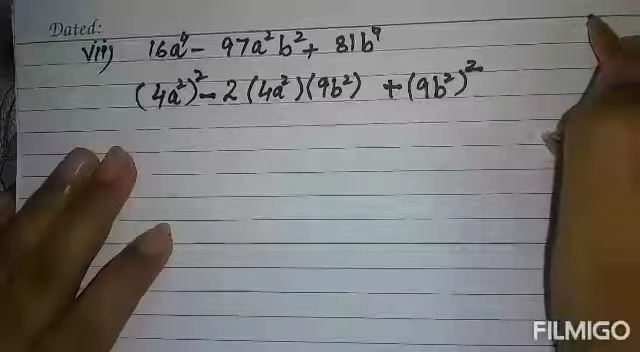 Dated:
viii) 16a⁴ - 97a²b² + 81b⁴
(4a²)² - 2(4a²)(9b²) + (9b²)²
FILMIGO